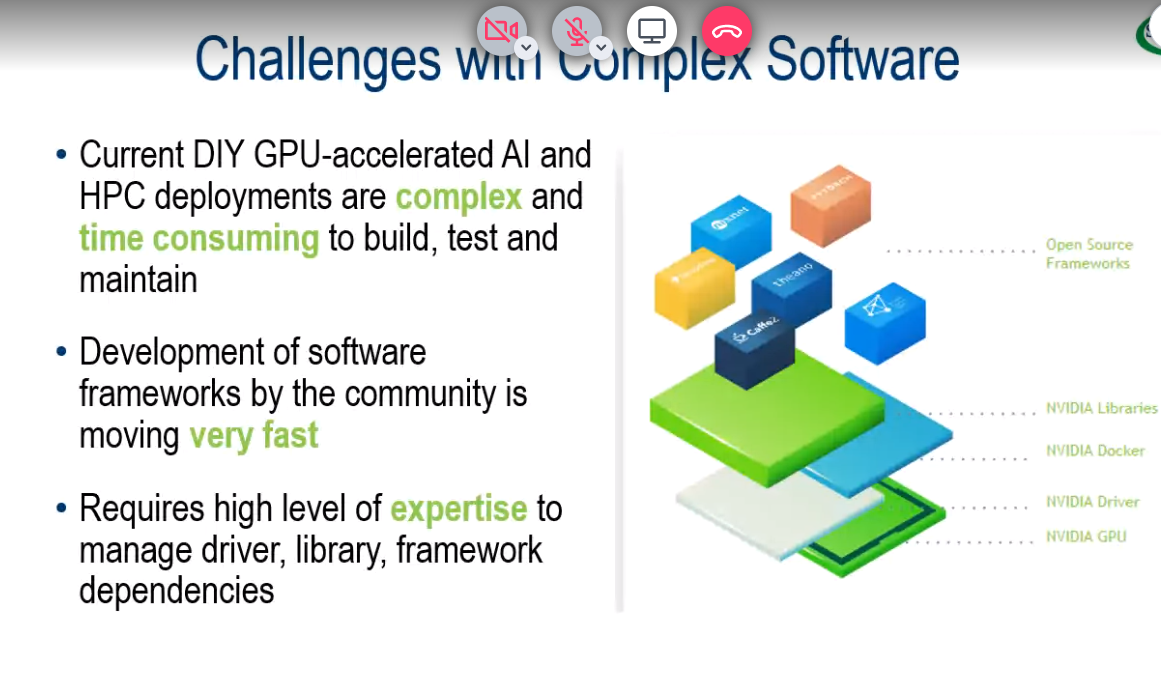 Challenges with Complex Software
• Current DIY GPU-accelerated AI and
HPC deployments are complex and
time consuming to build, test and
maintain
• Development of software
frameworks by the community is
moving very fast
• Requires high level of expertise to
manage driver, library, framework
dependencies
theano
Caffe2
Open Source
Frameworks
NVIDIA Libraries
NVIDIA Docker
NVIDIA Driver
NVIDIA GPU